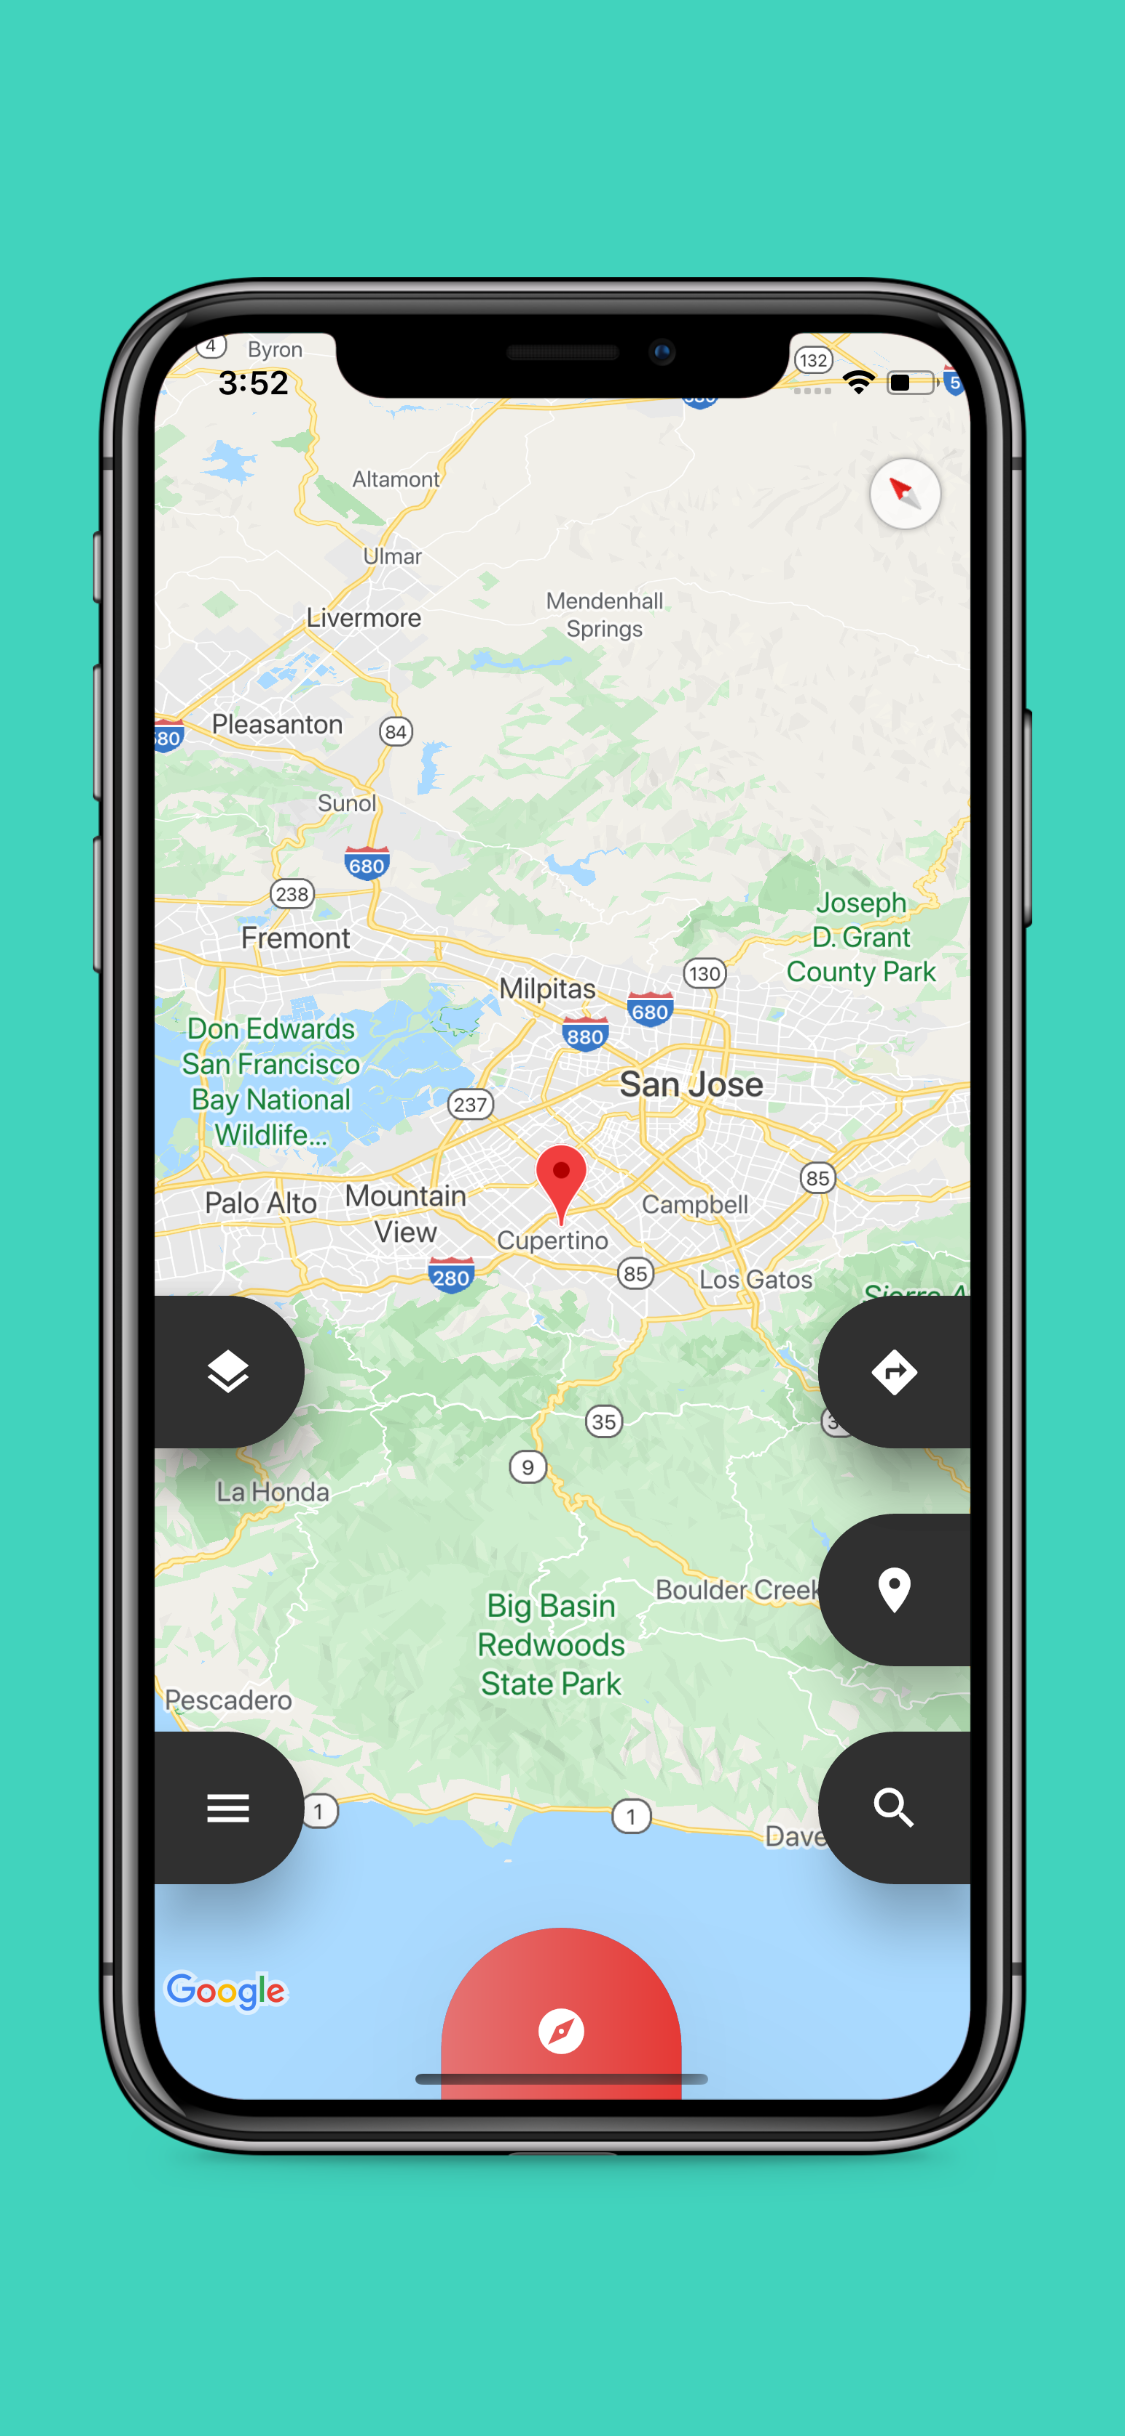 4
Byron
132
3:52
5
Altamont
Ulmar
Mendenhall
Springs
Livermore
Pleasanton
84
Sunol
680
238
Joseph
D. Grant
County Park
Fremont
130
Milpitas
680
880
Don Edwards
San Francisco
Bay National
Wildlife...
San Jose
237
85
Palo Alto
Mountain
View
Campbell
Cupertino
280
85
Los Gatos
35
9
La Honda
Boulder Creek
Big Basin
Redwoods
State Park
Pescadero
1
1
Dave
Google